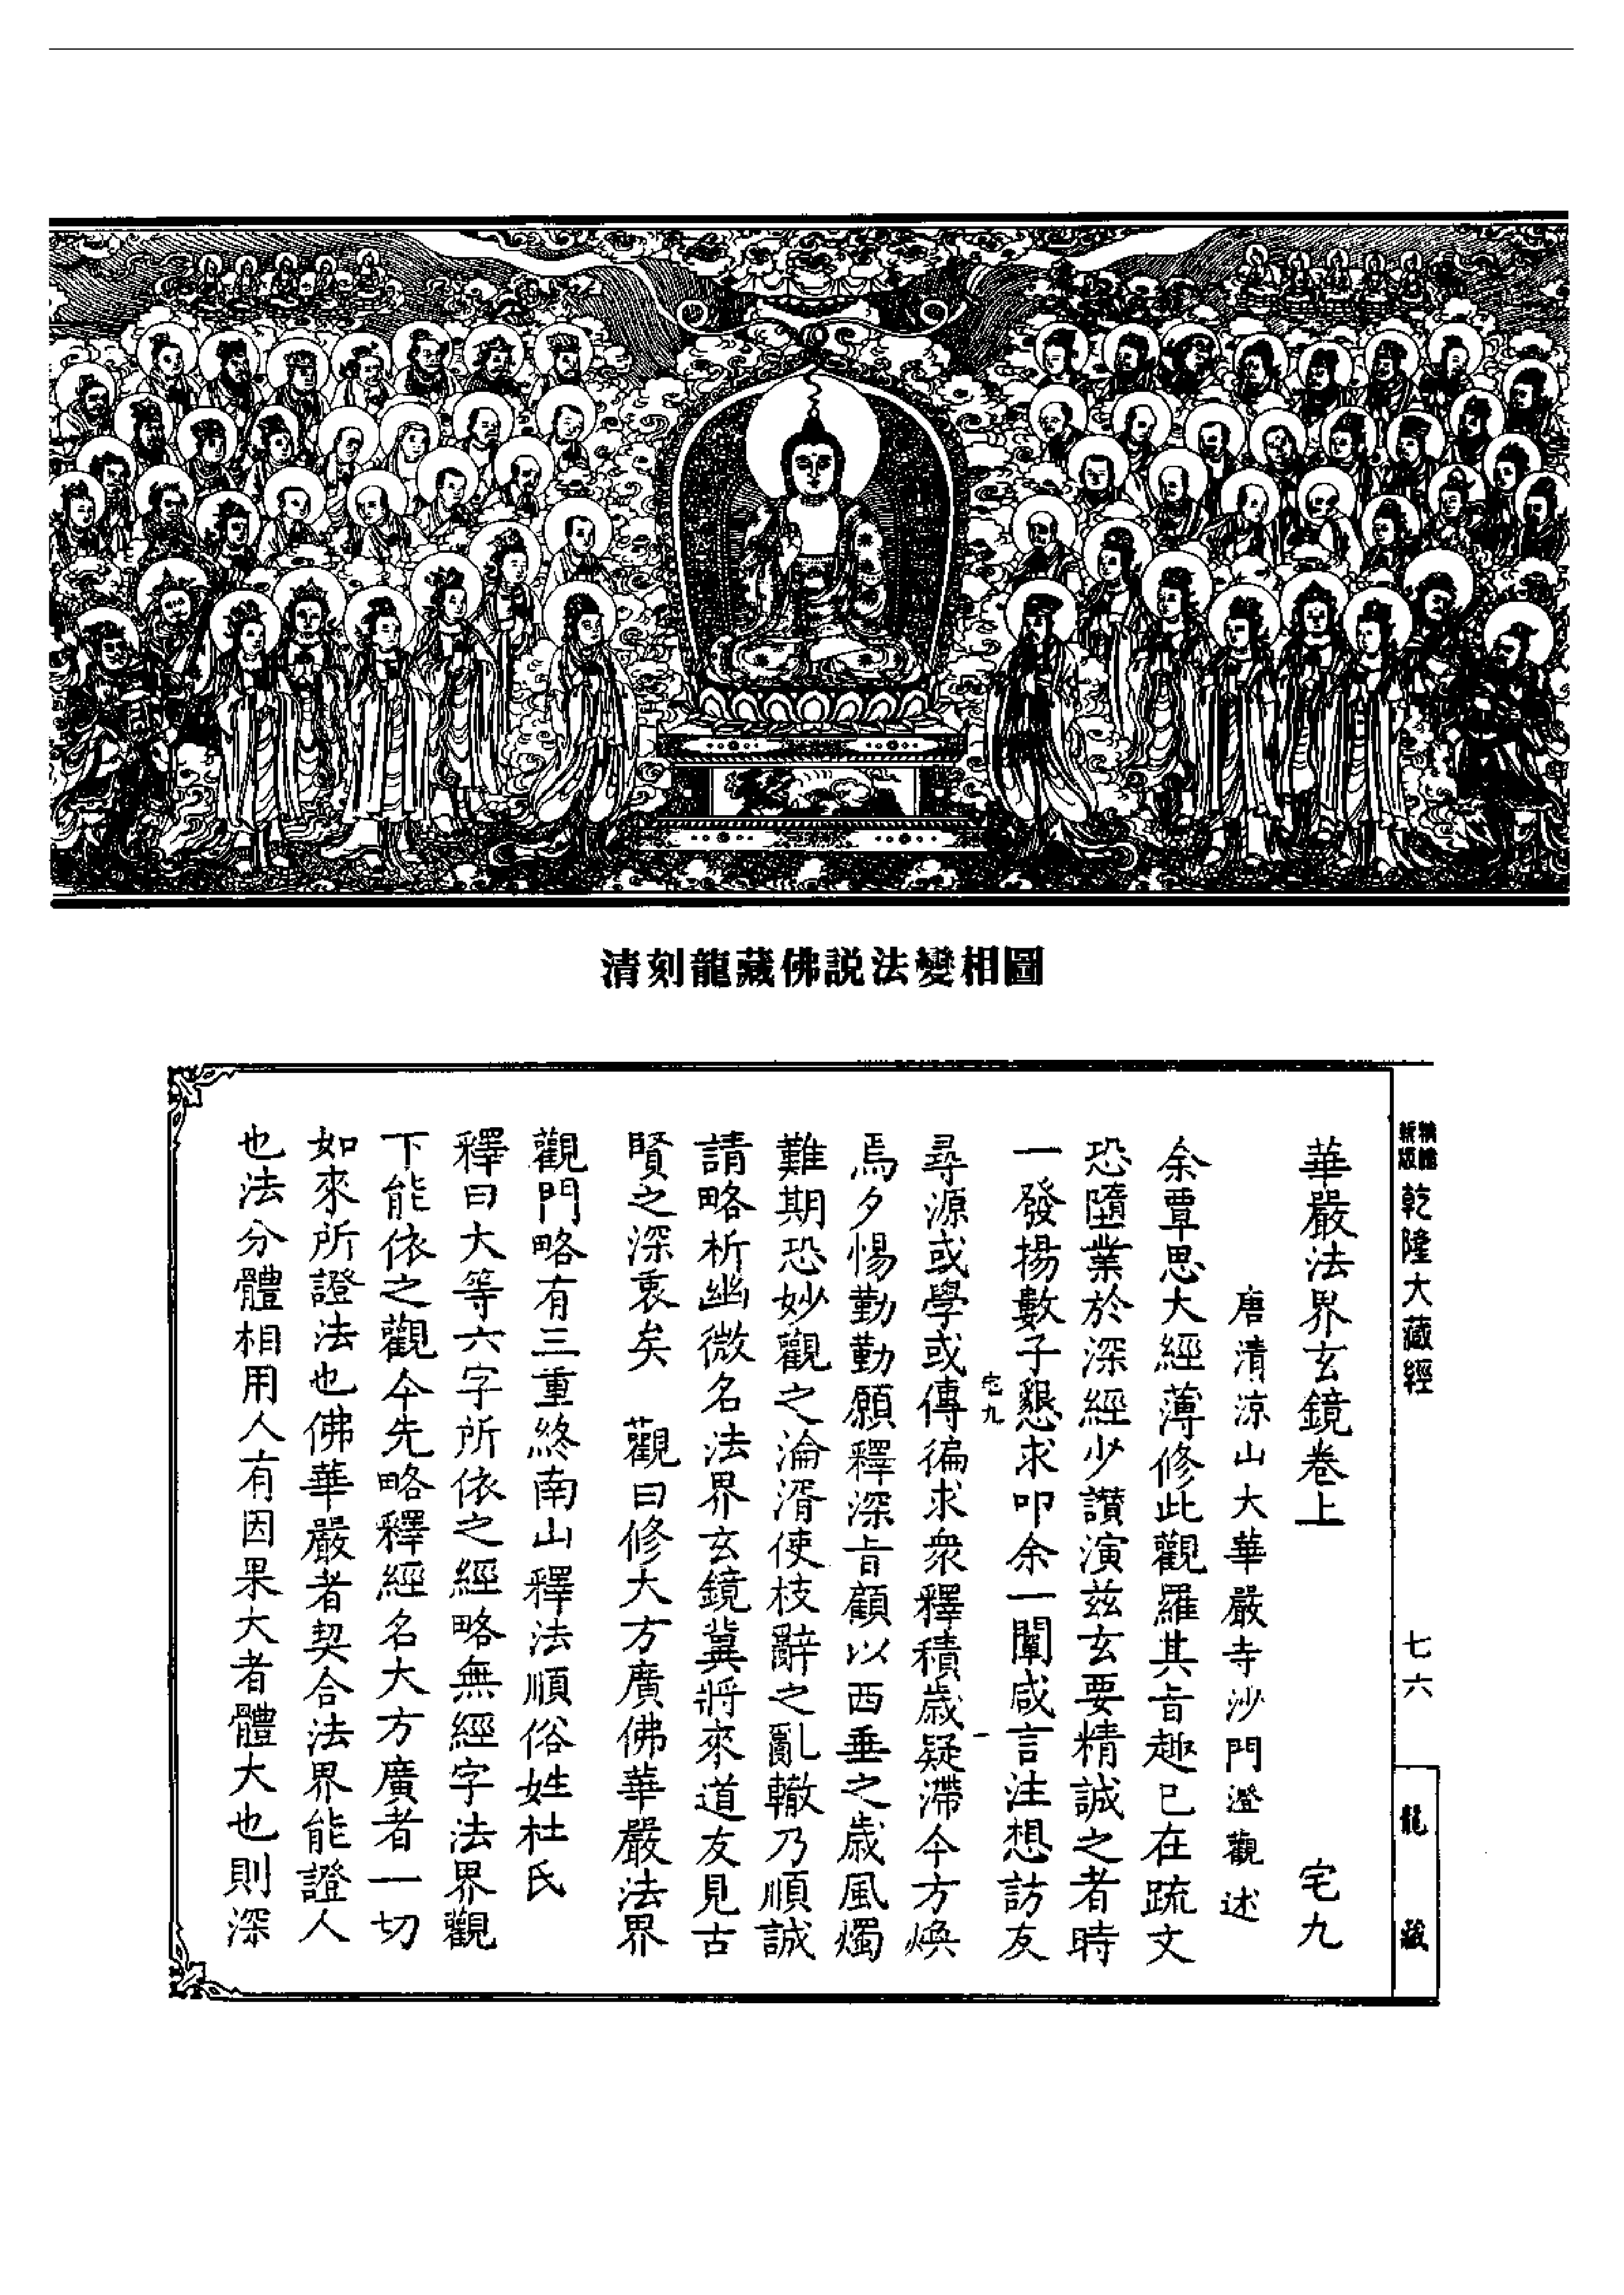 清刻龍藏佛説法變相圖
乾隆大藏經
七六
龍藏
華嚴法界玄鏡卷上 宅九
唐清涼山大華嚴寺沙門澄觀述
余覃思大經薄修此觀羅其旨趣已在疏文
恐墮業於深經少讚演茲玄要精誠之者時
一發揚數子懇求叩余一闡咸言注想訪友
宅九 一
尋源或學或傳徧求衆釋積歲疑滯今方煥
焉夕惕勤勤願釋深旨顧以西垂之歲風燭
難期恐妙觀之淪湑使枝辭之亂轍乃順誠
請略析幽微名法界玄鏡冀將來道友見古
賢之深衷矣 觀曰修大方廣佛華嚴法界
觀門略有三重終南山釋法順俗姓杜氏
釋曰大等六字所依之經略無經字法界觀
下能依之觀今先略釋經名大方廣者一切
如來所證法也佛華嚴者契合法界能證人
也法分體相用人有因果大者體大也則深